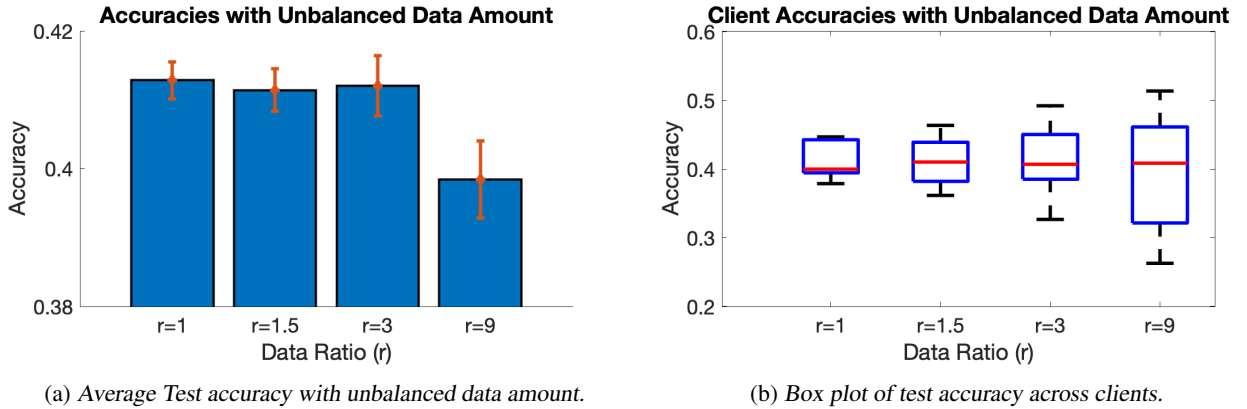 Accuracies with Unbalanced Data Amount
0.42
0.4
0.38
Accuracy
r=1 r=1.5 r=3 r=9
Data Ratio (r)
(a) Average Test accuracy with unbalanced data amount.
Client Accuracies with Unbalanced Data Amount
0.6
0.5
0.4
0.3
0.2
Accuracy
r=1 r=1.5 r=3 r=9
Data Ratio (r)
(b) Box plot of test accuracy across clients.